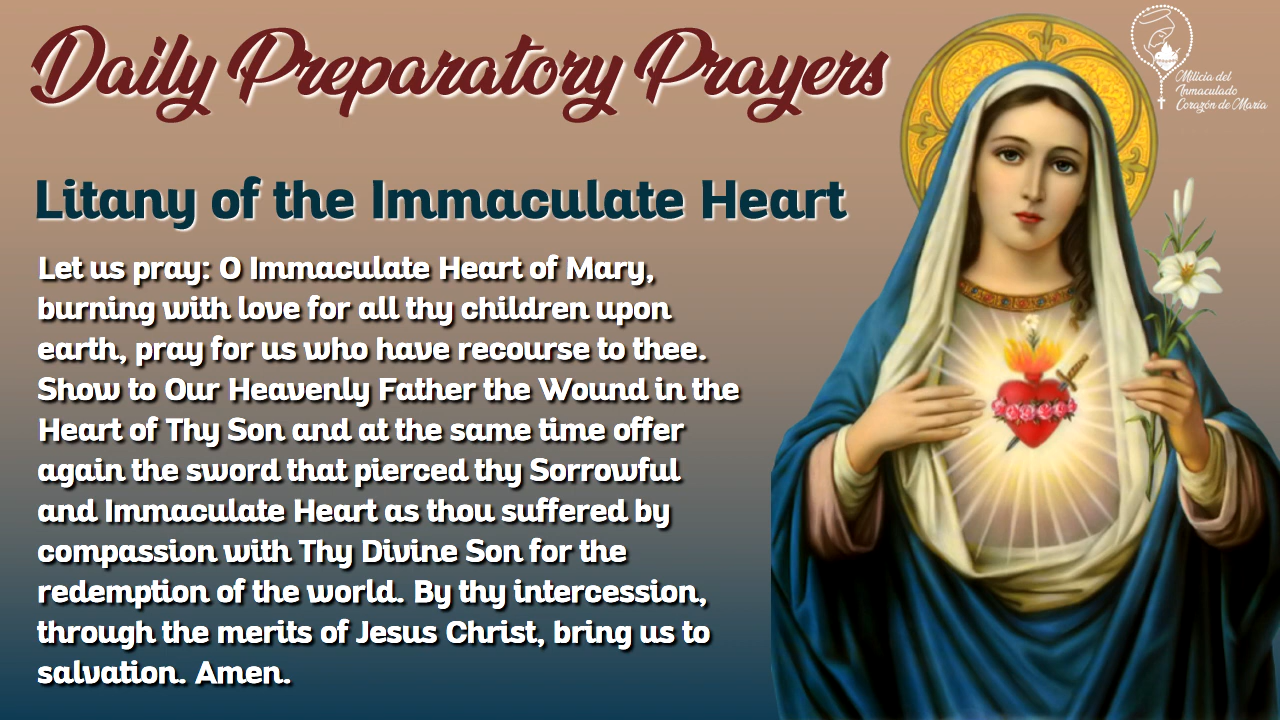 Daily Preparatory Prayers
Milicia del
Inmaculado
Corazón de María
Litany of the Immaculate Heart
Let us pray: O Immaculate Heart of Mary,
burning with love for all thy children upon
earth, pray for us who have recourse to thee.
Show to Our Heavenly Father the Wound in the
Heart of Thy Son and at the same time offer
again the sword that pierced thy Sorrowful
and Immaculate Heart as thou suffered by
compassion with Thy Divine Son for the
redemption of the world. By thy intercession,
through the merits of Jesus Christ, bring us to
salvation. Amen.